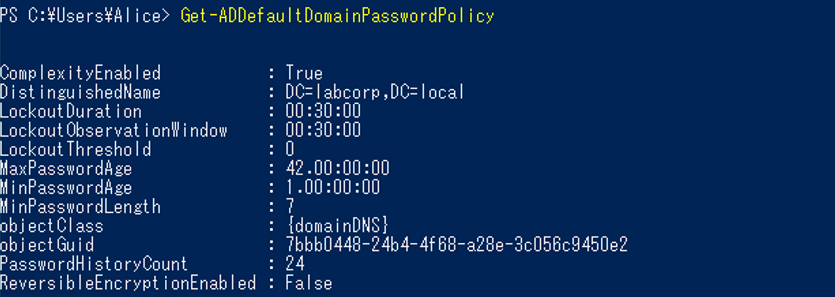 PS C:¥Users¥Alice> Get-ADDefaultDomainPasswordPolicy
ComplexityEnabled : True
DistinguishedName : DC=labcorp,DC=local
LockoutDuration : 00:30:00
LockoutObservationWindow : 00:30:00
LockoutThreshold : 0
MaxPasswordAge : 42.00:00:00
MinPasswordAge : 1.00:00:00
MinPasswordLength : 7
objectClass : {domainDNS}
objectGuid : 7bbb0448-24b4-4f68-a28e-3c056c9450e2
PasswordHistoryCount : 24
ReversibleEncryptionEnabled : False